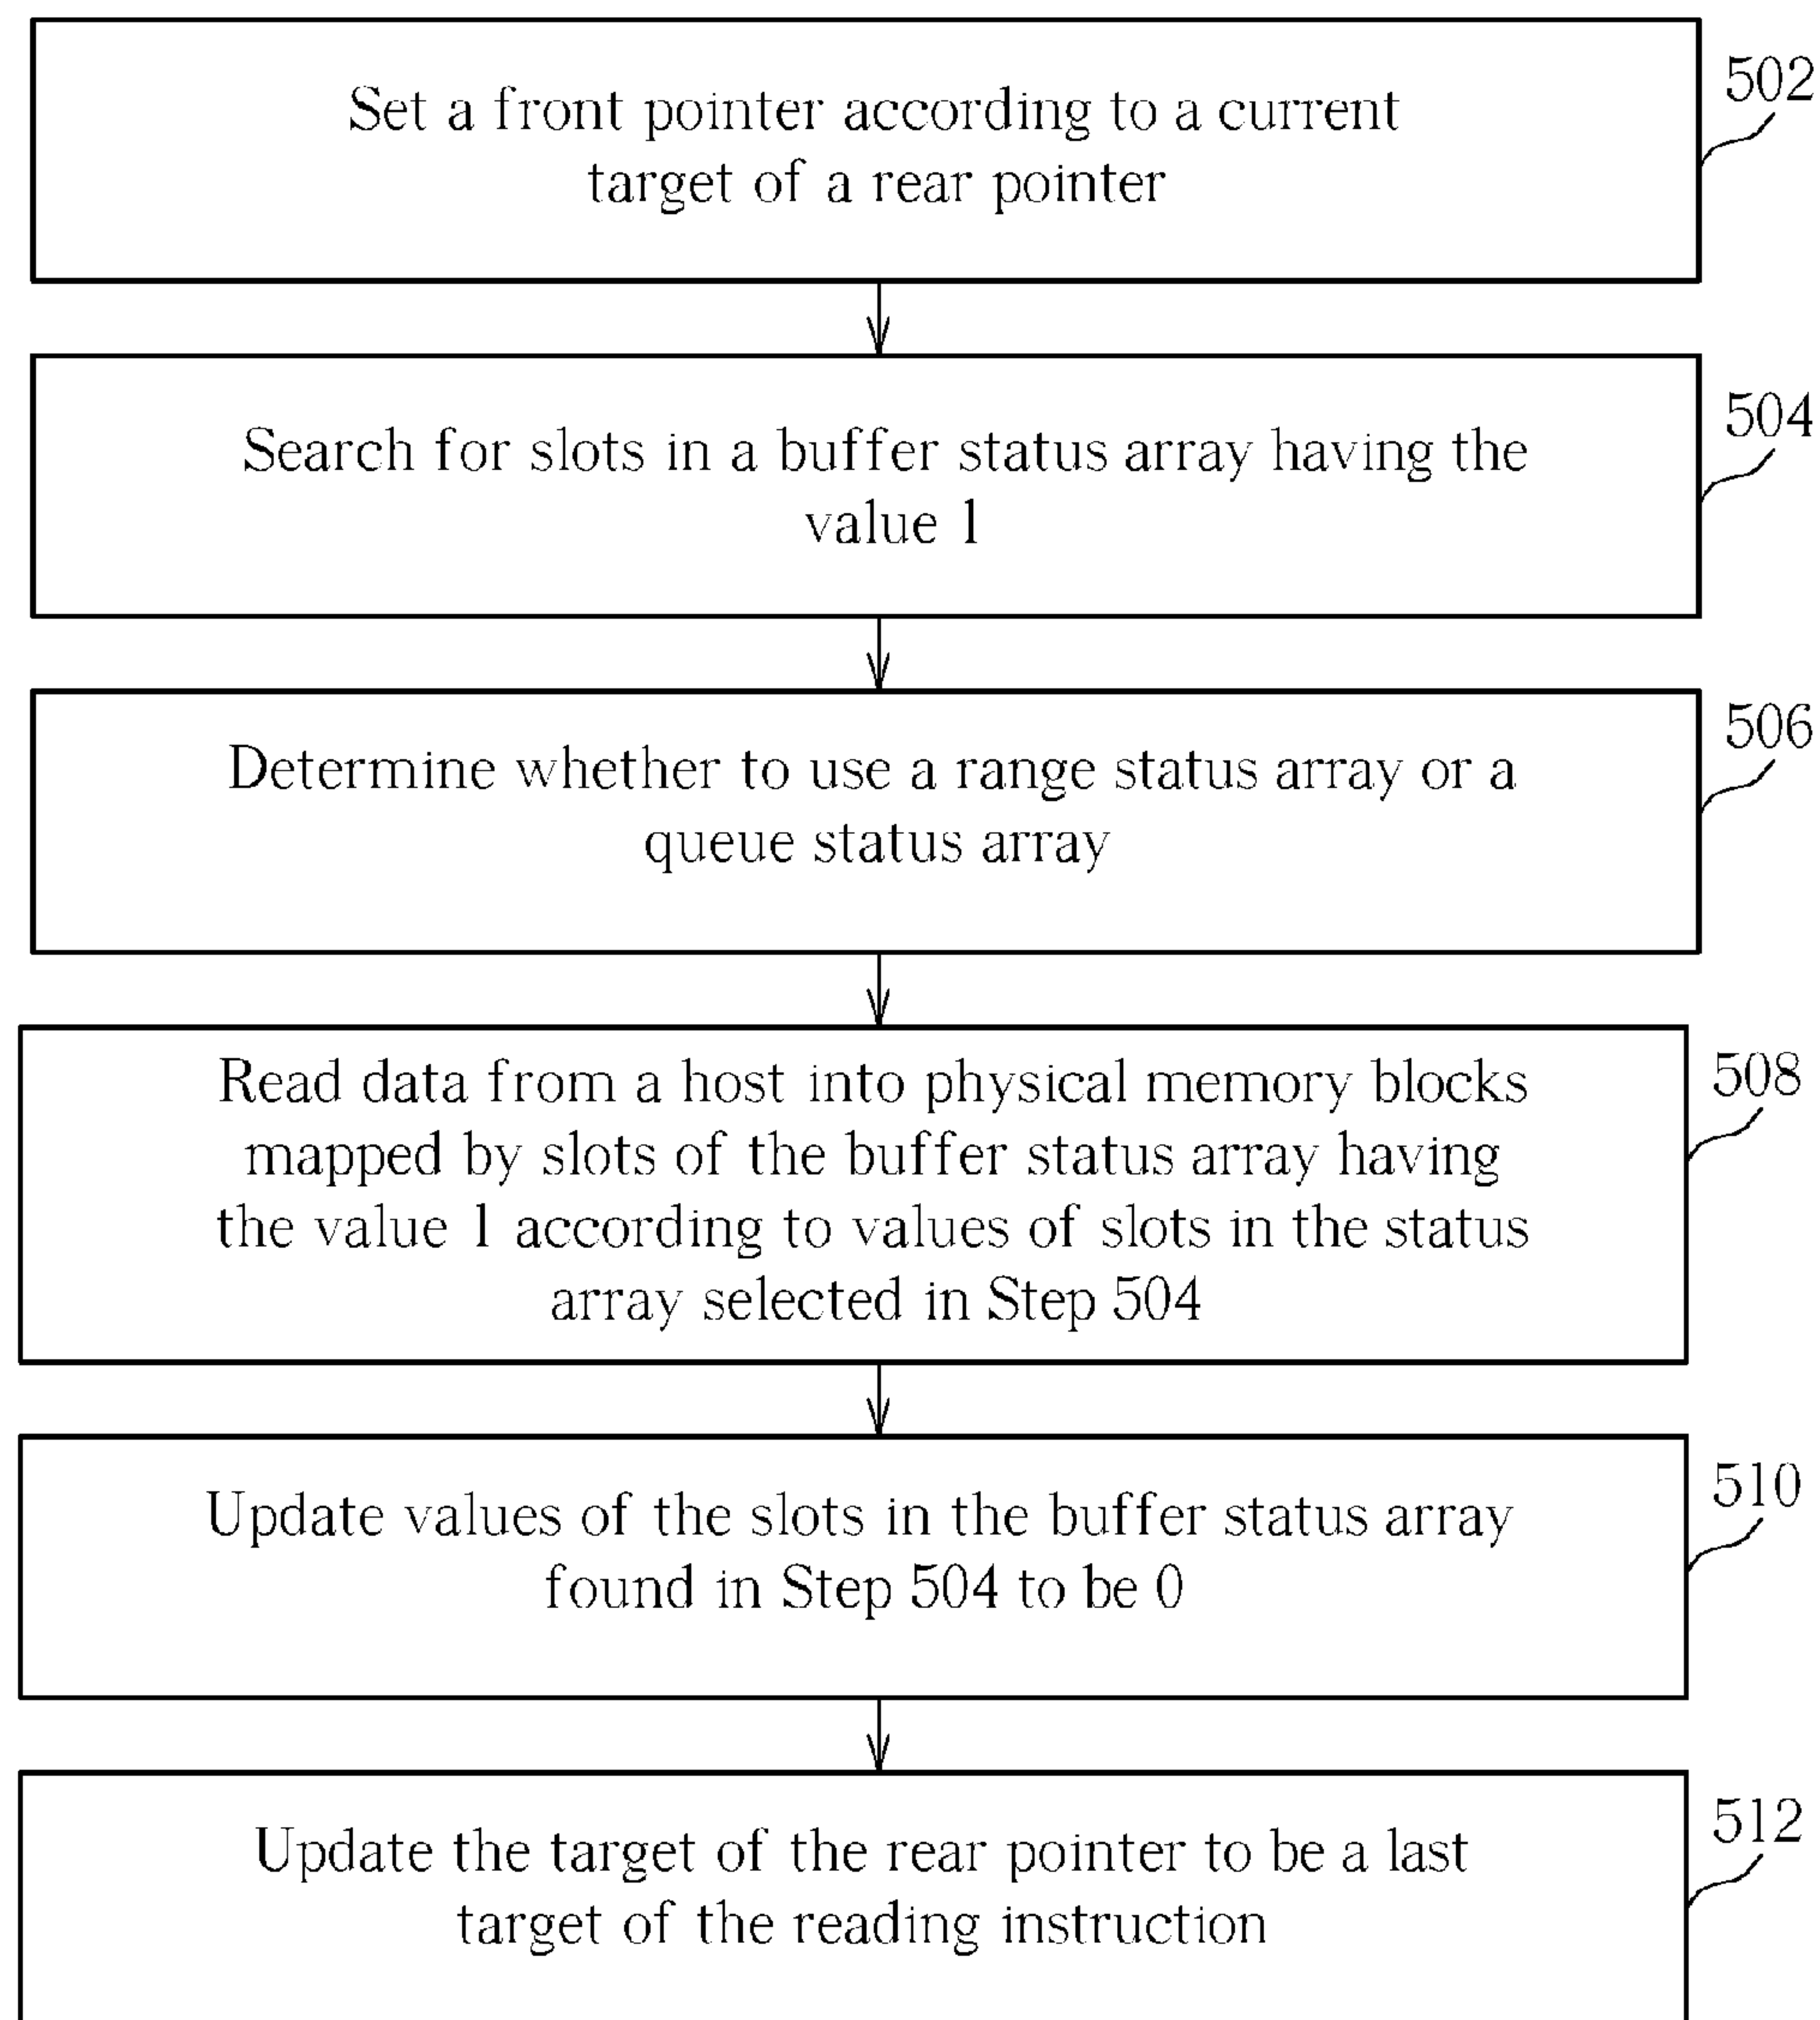 Set a front pointer according to a current
target of a rear pointer
502
Search for slots in a buffer status array having the
value 1
504
Determine whether to use a range status array or a
queue status array
506
Read data from a host into physical memory blocks
mapped by slots of the buffer status array having
the value 1 according to values of slots in the status
array selected in Step 504
508
Update values of the slots in the buffer status array
found in Step 504 to be 0
510
Update the target of the rear pointer to be a last
target of the reading instruction
512